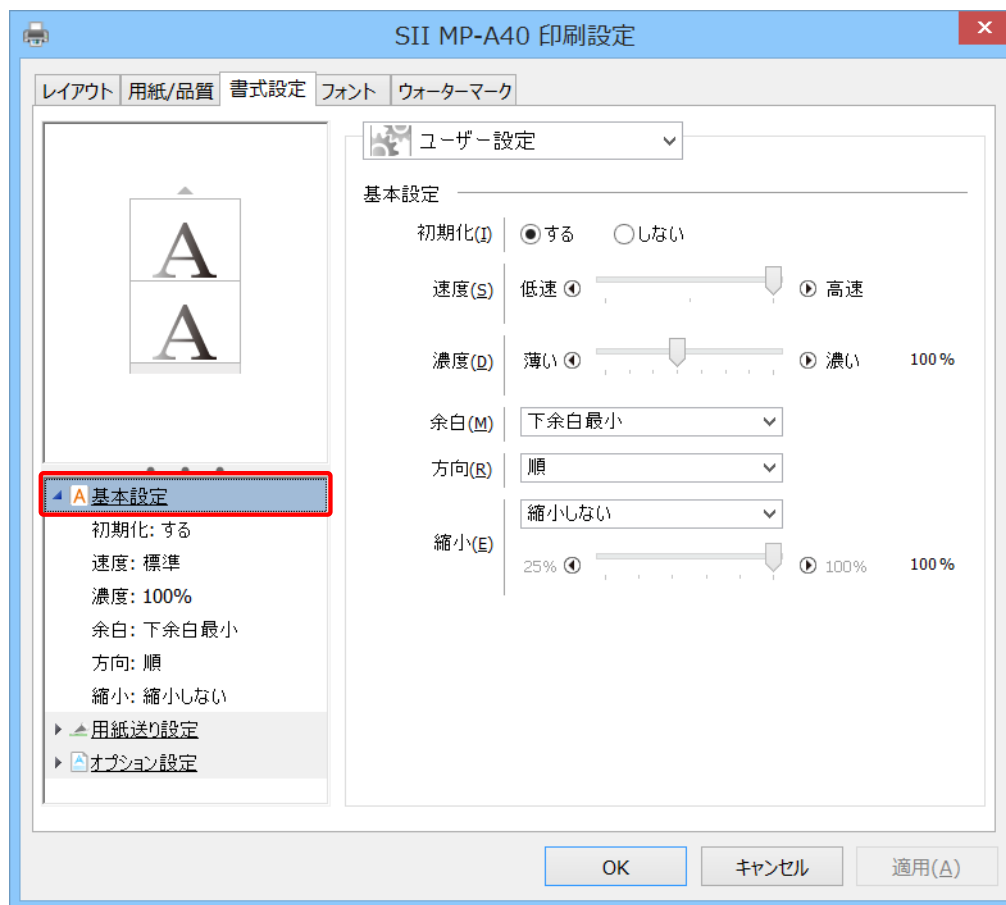 SII MP-A40 印刷設定
レイアウト 用紙/品質 書式設定 フォント ウォーターマーク
A
A
基本設定
初期化: する
速度: 標準
濃度: 100%
余白: 下余白最小
方向: 順
縮小: 縮小しない
用紙送り設定
オプション設定
ユーザー設定
基本設定
初期化(I) する しない
速度(S) 低速 高速
濃度(D) 薄い 濃い 100%
余白(M) 下余白最小
方向(R) 順
縮小(E) 縮小しない
25% 100% 100%
OK キャンセル 適用(A)